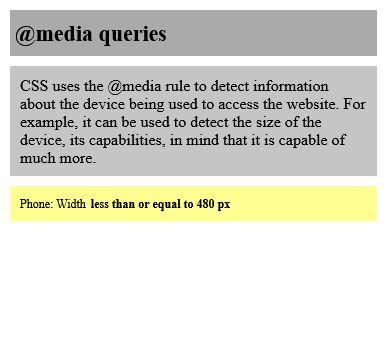 @media queries
CSS uses the @media rule to detect information
about the device being used to access the website. For
example, it can be used to detect the size of the
device, its capabilities, in mind that it is capable of
much more.
Phone: Width less than or equal to 480 px